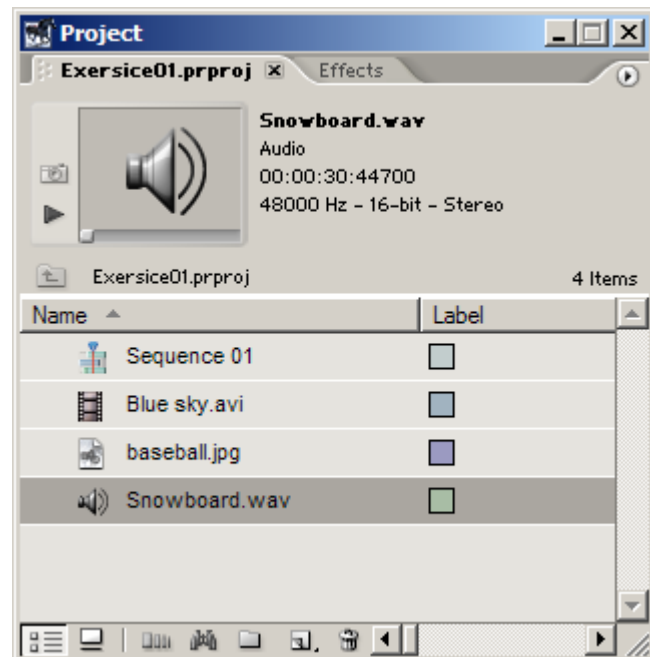 Project
Exersice01.prproj Effects
Snowboard.wav
Audio
00:00:30:44700
48000 Hz - 16-bit - Stereo
Exersice01.prproj 4 Items
Name Label
Sequence 01
Blue sky.avi
baseball.jpg
Snowboard.wav